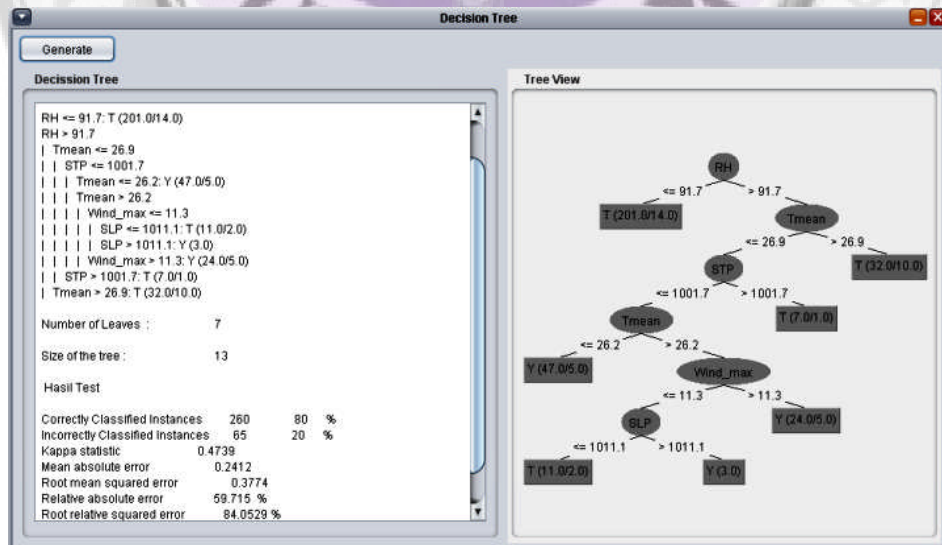 Decision Tree
Generate
Decission Tree
RH <= 91.7: T (201.0/14.0)
RH > 91.7
| Tmean <= 26.9
| | STP <= 1001.7
| | | Tmean <= 26.2: Y (47.0/5.0)
| | | Tmean > 26.2
| | | | Wind_max <= 11.3
| | | | | SLP <= 1011.1: T (11.0/2.0)
| | | | | SLP > 1011.1: Y (3.0)
| | | | Wind_max > 11.3: Y (24.0/5.0)
| | STP > 1001.7: T (7.0/1.0)
| Tmean > 26.9: T (32.0/10.0)
Number of Leaves : 7
Size of the tree : 13
Hasil Test
Correctly Classified Instances 260 80 %
Incorrectly Classified Instances 65 20 %
Kappa statistic 0.4739
Mean absolute error 0.2412
Root mean squared error 0.3774
Relative absolute error 59.715 %
Root relative squared error 84.0529 %
Tree View
RH
<= 91.7 > 91.7
T (201.0/14.0) Tmean
<= 26.9 > 26.9
STP T (32.0/10.0)
<= 1001.7 > 1001.7
Tmean T (7.0/1.0)
<= 26.2 > 26.2
Y (47.0/5.0) Wind_max
<= 11.3 > 11.3
SLP Y (24.0/5.0)
<= 1011.1 > 1011.1
T (11.0/2.0) Y (3.0)